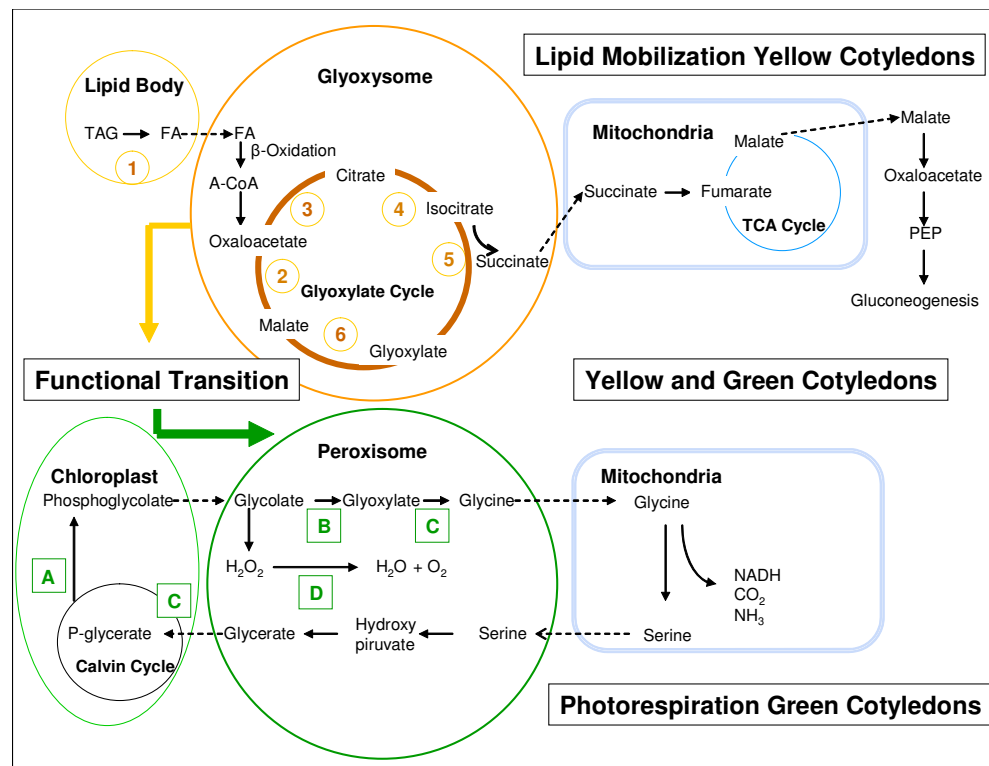 Lipid Mobilization Yellow Cotyledons
Lipid Body
TAG
FA
1
Glyoxysome
FA
β-Oxidation
A-CoA
Citrate
3
4
Isocitrate
Oxaloacetate
5
Succinate
2
Glyoxylate Cycle
Malate
6
Glyoxylate
Mitochondria
Malate
Succinate
Fumarate
TCA Cycle
Malate
Oxaloacetate
PEP
Gluconeogenesis
Functional Transition
Yellow and Green Cotyledons
Chloroplast
Phosphoglycolate
A
C
P-glycerate
Calvin Cycle
Peroxisome
Glycolate
Glyoxylate
Glycine
B
C
H2O2
H2O + O2
D
Glycerate
Hydroxy
piruvate
Serine
Mitochondria
Glycine
NADH
CO2
NH3
Serine
Photorespiration Green Cotyledons